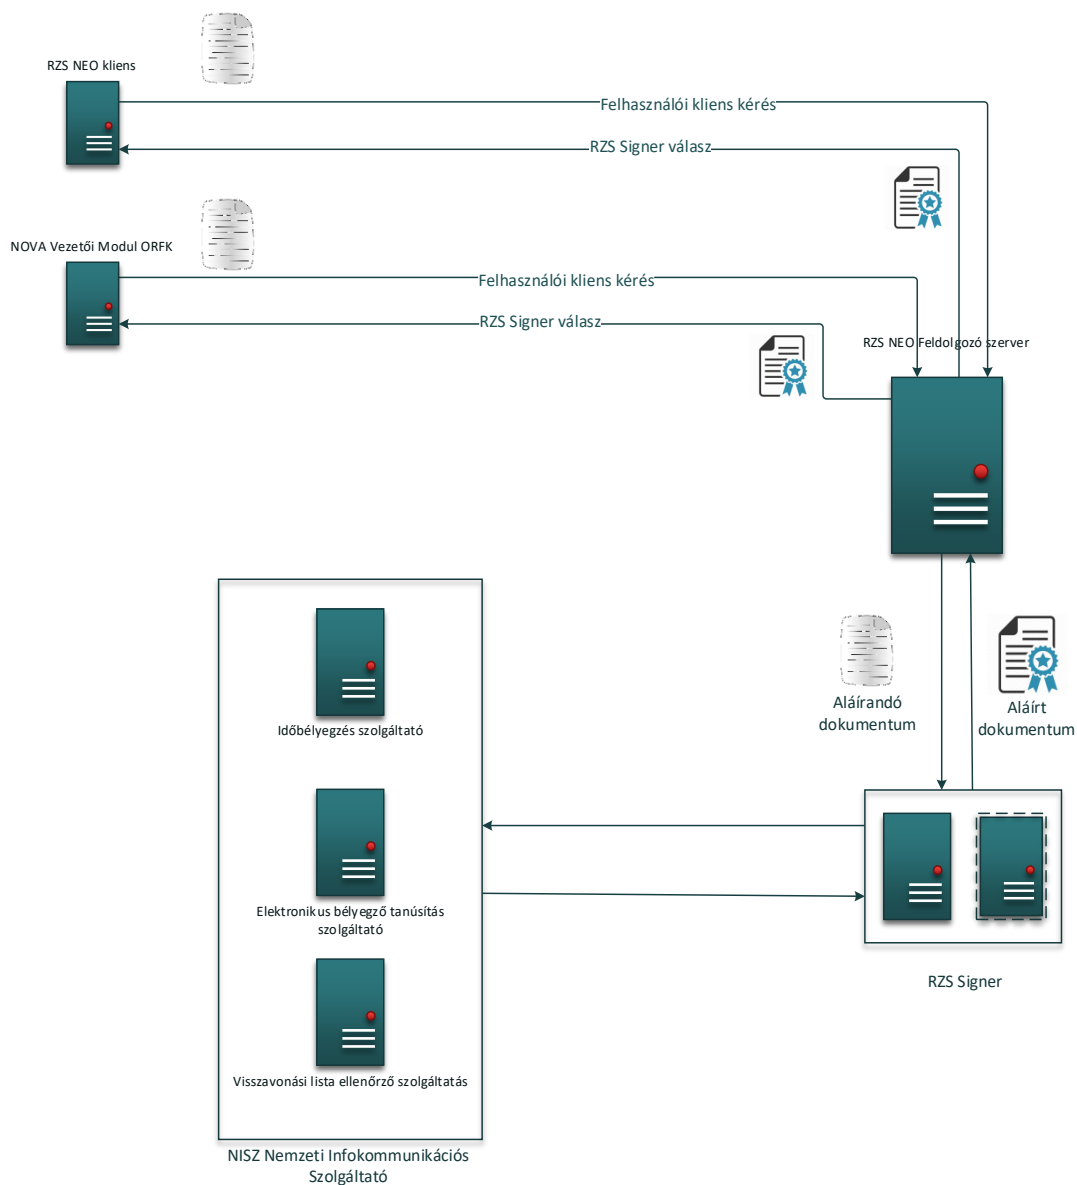 RZS NEO kliens
Felhasználói kliens kérés
RZS Signer válasz
NOVA Vezetői Modul ORFK
Felhasználói kliens kérés
RZS Signer válasz
RZS NEO Feldolgozó szerver
Időbélyegzés szolgáltató
Aláírandó
dokumentum
Aláírt
dokumentum
Elektronikus bélyegző tanúsítás
szolgáltató
RZS Signer
Visszavonási lista ellenőrző szolgáltatás
NISZ Nemzeti Infokommunikációs
Szolgáltató